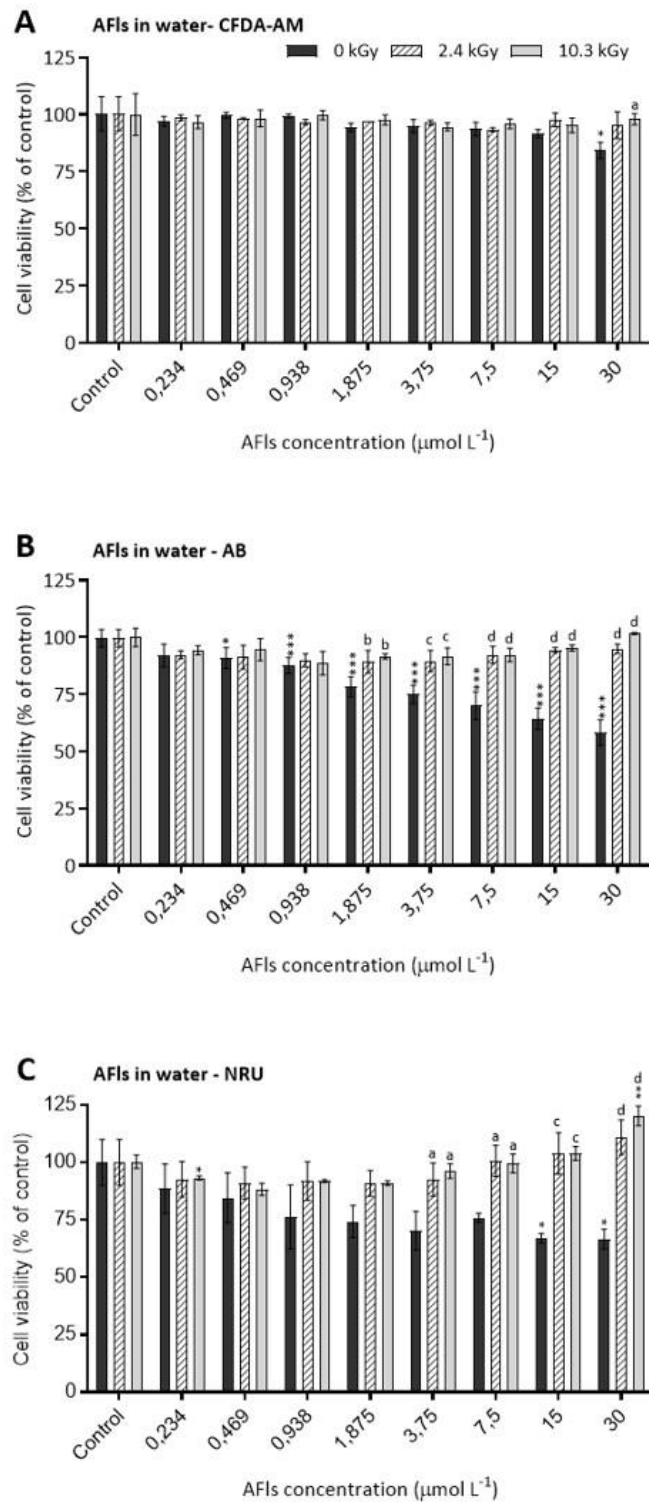 A
AFls in water- CFDA-AM
0 kGy 2.4 kGy 10.3 kGy
Cell viability (% of control)
125
100
75
50
25
0
* a
Control 0,234 0,469 0,938 1,875 3,75 7,5 15 30
AFls concentration (µmol L⁻¹)
B
AFls in water - AB
Cell viability (% of control)
125
100
75
50
25
0
* *** *** b b *** c c *** d d *** d d *** d d
Control 0,234 0,469 0,938 1,875 3,75 7,5 15 30
AFls concentration (µmol L⁻¹)
C
AFls in water - NRU
Cell viability (% of control)
125
100
75
50
25
0
* a a a a * c c * d d
Control 0,234 0,469 0,938 1,875 3,75 7,5 15 30
AFls concentration (µmol L⁻¹)